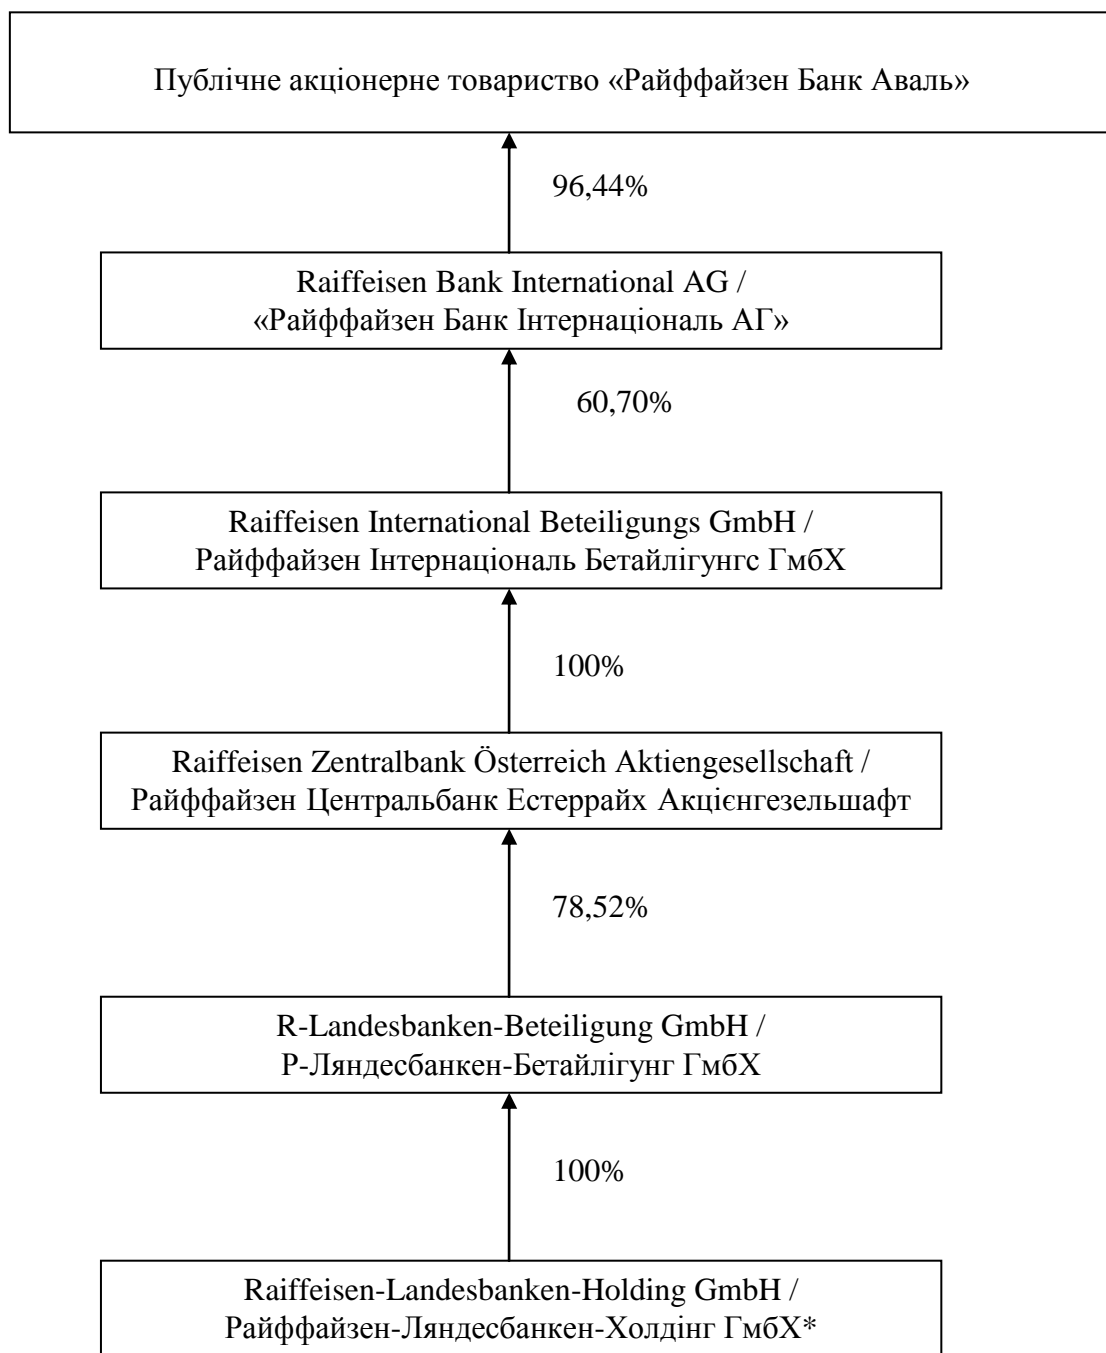 Публічне акціонерне товариство «Райффайзен Банк Аваль»
96,44%
Raiffeisen Bank International AG /
«Райффайзен Банк Інтернаціональ АГ»
60,70%
Raiffeisen International Beteiligungs GmbH /
Райффайзен Інтернаціональ Бетайлігунгс ГмбХ
100%
Raiffeisen Zentralbank Österreich Aktiengesellschaft /
Райффайзен Центральбанк Естеррайх Акцієнгезельшафт
78,52%
R-Landesbanken-Beteiligung GmbH /
Р-Ляндесбанкен-Бетайлігунг ГмбХ
100%
Raiffeisen-Landesbanken-Holding GmbH /
Райффайзен-Ляндесбанкен-Холдінг ГмбХ*